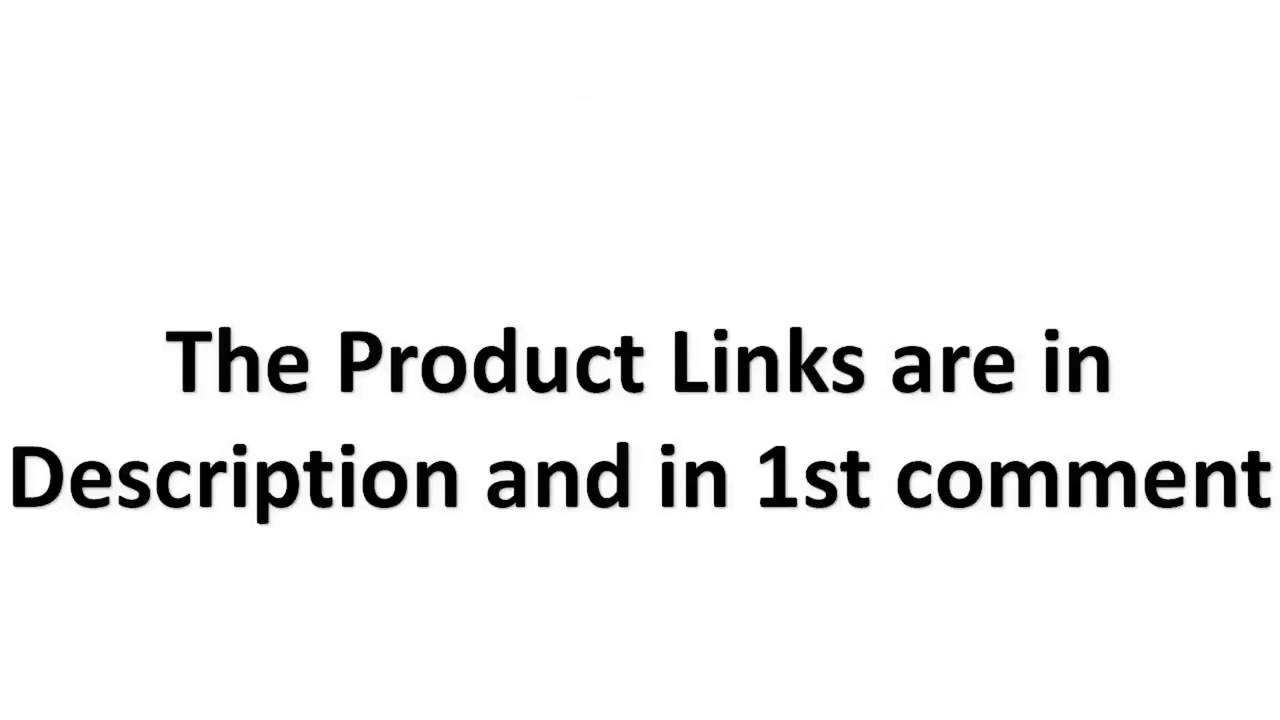 The Product Links are in
Description and in 1st comment